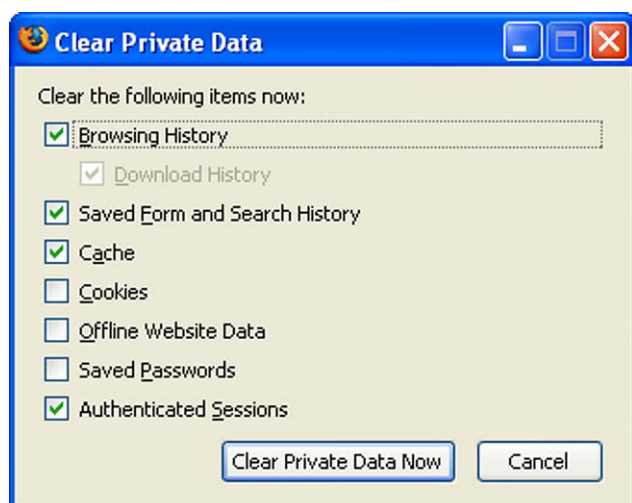 Clear Private Data
Clear the following items now:
Browsing History
Download History
Saved Form and Search History
Cache
Cookies
Offline Website Data
Saved Passwords
Authenticated Sessions
Clear Private Data Now Cancel